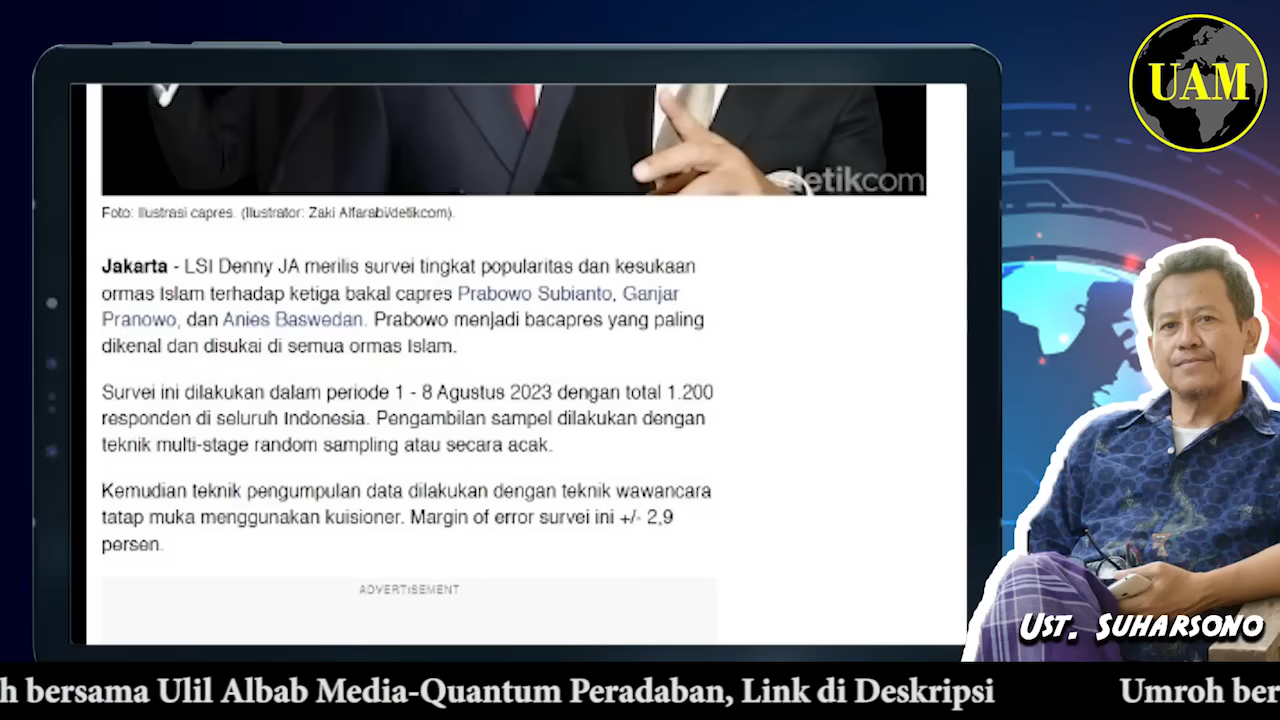 UAM
detikcom
Foto: Ilustrasi capres. (Ilustrator: Zaki Alfarabi/detikcom).
Jakarta - LSI Denny JA merilis survei tingkat popularitas dan kesukaan
ormas Islam terhadap ketiga bakal capres Prabowo Subianto, Ganjar
Pranowo, dan Anies Baswedan. Prabowo menjadi bacapres yang paling
dikenal dan disukai di semua ormas Islam.
Survei ini dilakukan dalam periode 1 - 8 Agustus 2023 dengan total 1.200
responden di seluruh Indonesia. Pengambilan sampel dilakukan dengan
teknik multi-stage random sampling atau secara acak.
Kemudian teknik pengumpulan data dilakukan dengan teknik wawancara
tatap muka menggunakan kuisioner. Margin of error survei ini +/- 2,9
persen.
ADVERTISEMENT
UST. SUHARSONO
h bersama Ulil Albab Media-Quantum Peradaban, Link di Deskripsi Umroh ber